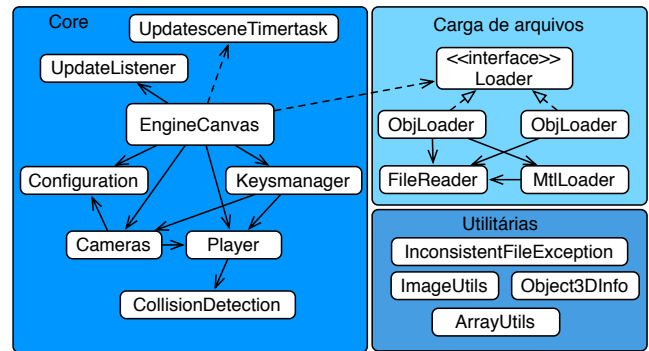 Core
UpdatesceneTimertask
UpdateListener
EngineCanvas
Configuration
Keysmanager
Cameras
Player
CollisionDetection
Carga de arquivos
<<interface>>
Loader
ObjLoader
ObjLoader
FileReader
MtlLoader
Utilitárias
InconsistentFileException
ImageUtils
Object3DInfo
ArrayUtils